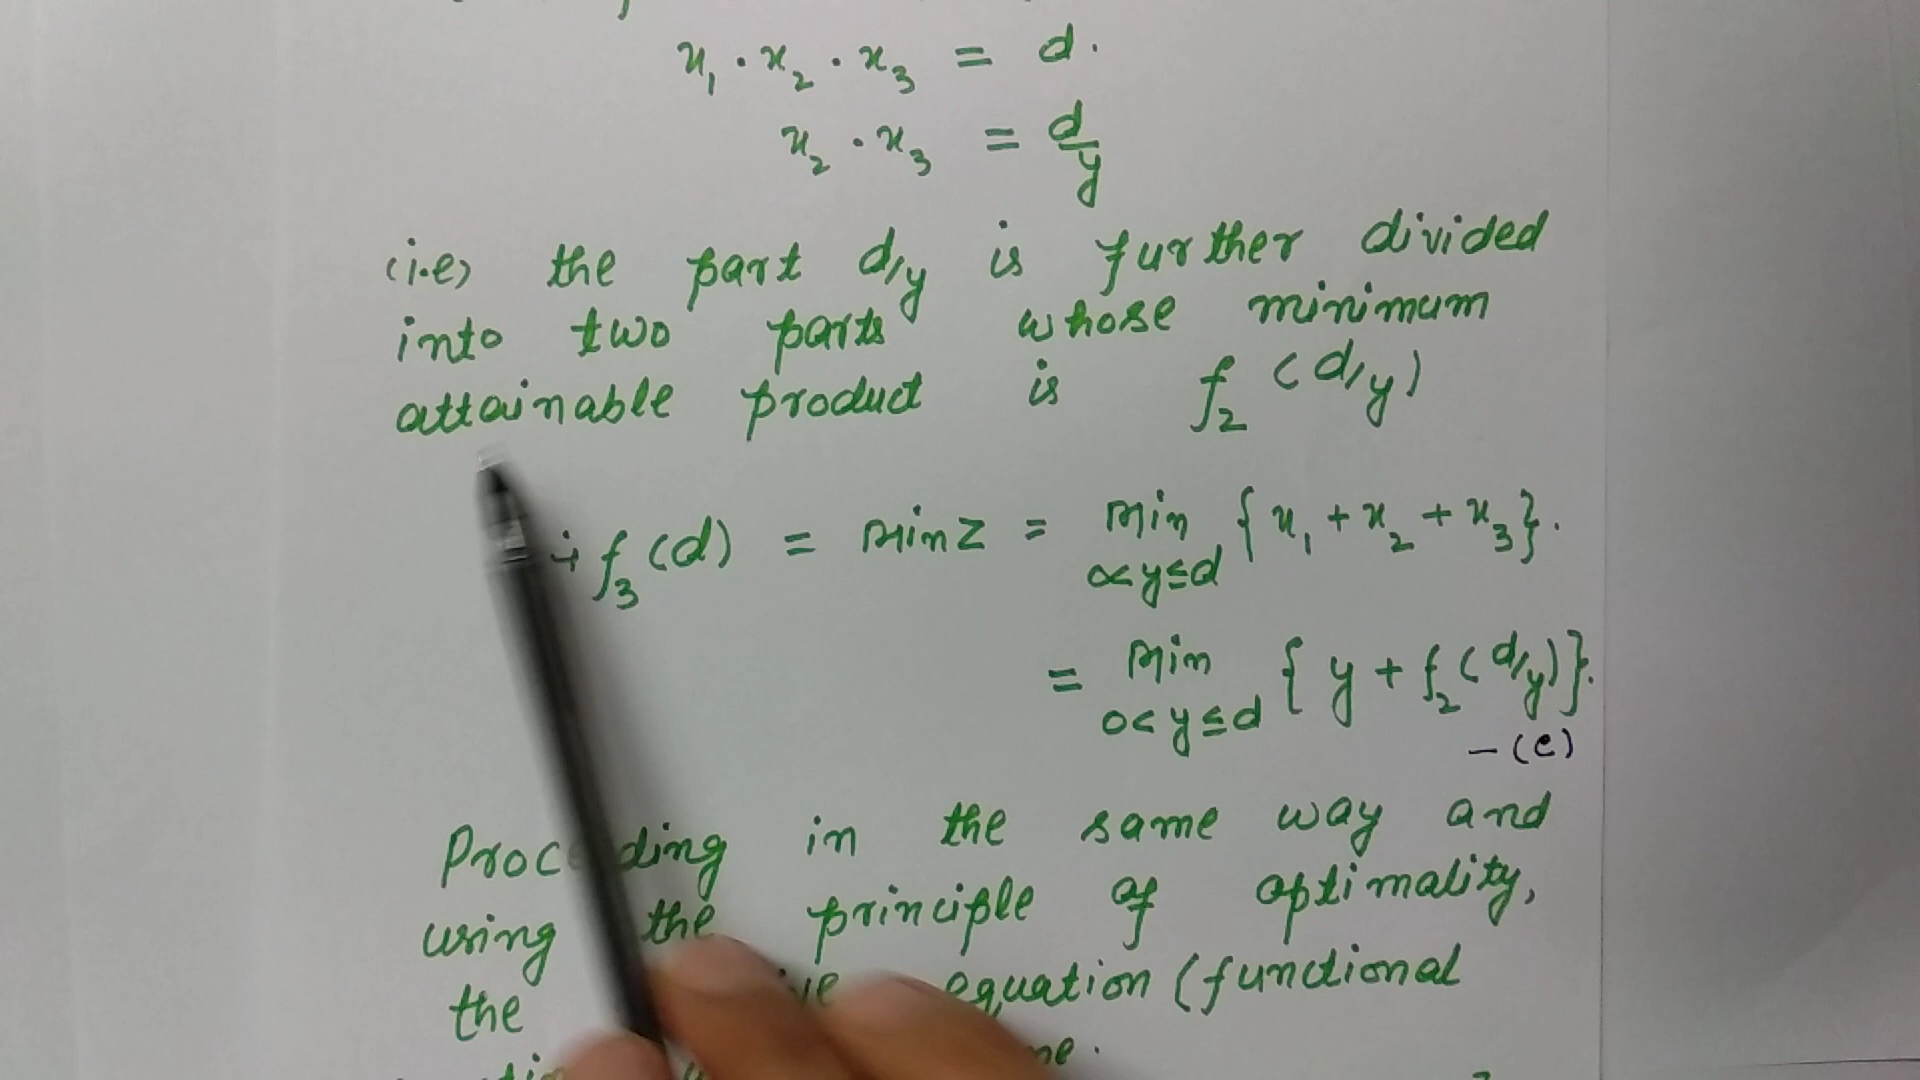 x₁ · x₂ · x₃ = d.
x₂ · x₃ = d/y
(i.e) the part d/y is further divided
into two parts whose minimum
attainable product is f₂ (d/y)
f₃(d) = Min Z = Min {x₁ + x₂ + x₃}.
0<y≤d
= Min { y + f₂(d/y)}.
0<y≤d
- (e)
in the same way and
using the principle of optimality,
the equation (functional